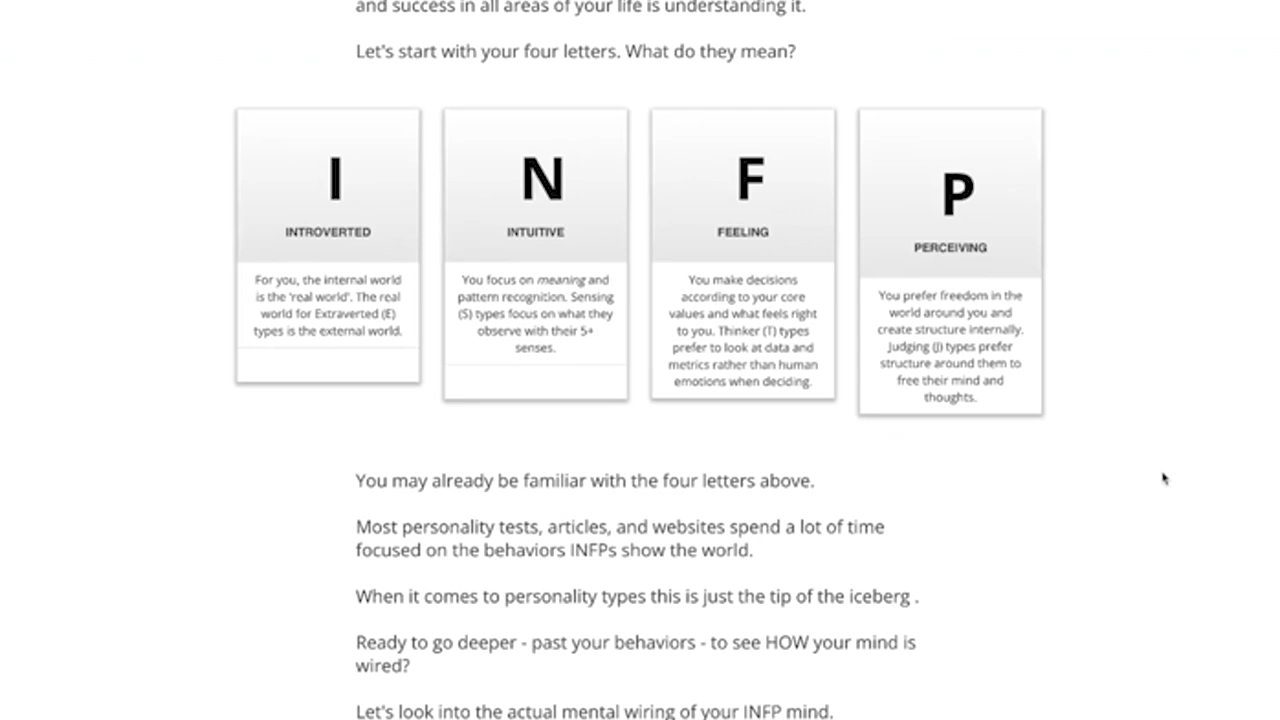 and success in all areas of your life is understanding it.
Let's start with your four letters. What do they mean?
I
INTROVERTED
For you, the internal world
is the 'real world'. The real
world for Extraverted (E)
types is the external world.
N
INTUITIVE
You focus on meaning and
pattern recognition. Sensing
(S) types focus on what they
observe with their 5+
senses.
F
FEELING
You make decisions
according to your core
values and what feels right
to you. Thinker (T) types
prefer to look at data and
metrics rather than human
emotions when deciding.
P
PERCEIVING
You prefer freedom in the
world around you and
create structure internally.
Judging (J) types prefer
structure around them to
free their mind and
thoughts.
You may already be familiar with the four letters above.
Most personality tests, articles, and websites spend a lot of time
focused on the behaviors INFPs show the world.
When it comes to personality types this is just the tip of the iceberg .
Ready to go deeper - past your behaviors - to see HOW your mind is
wired?
Let's look into the actual mental wiring of your INFP mind.